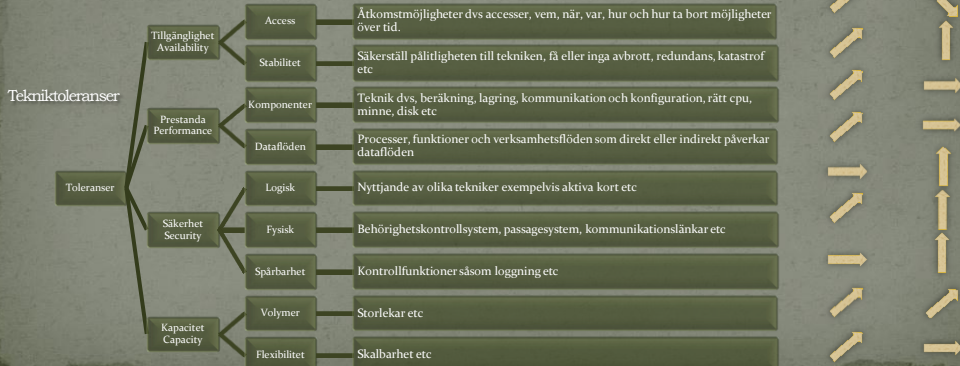 Tekniktoleranser
Toleranser
Tillgänglighet
Availability
Access
Åtkomstmöjligheter dvs accesser, vem, när, var, hur och hur ta bort möjligheter
över tid.
Stabilitet
Säkerställ pålitligheten till tekniken, få eller inga avbrott, redundans, katastrof
etc
Prestanda
Performance
Komponenter
Teknik dvs, beräkning, lagring, kommunikation och konfiguration, rätt cpu,
minne, disk etc
Dataflöden
Processer, funktioner och verksamhetsflöden som direkt eller indirekt påverkar
dataflöden
Säkerhet
Security
Logisk
Nyttjande av olika tekniker exempelvis aktiva kort etc
Fysisk
Behörighetskontrollsystem, passagesystem, kommunikationslänkar etc
Spårbarhet
Kontrollfunktioner såsom loggning etc
Kapacitet
Capacity
Volymer
Storlekar etc
Flexibilitet
Skalbarhet etc